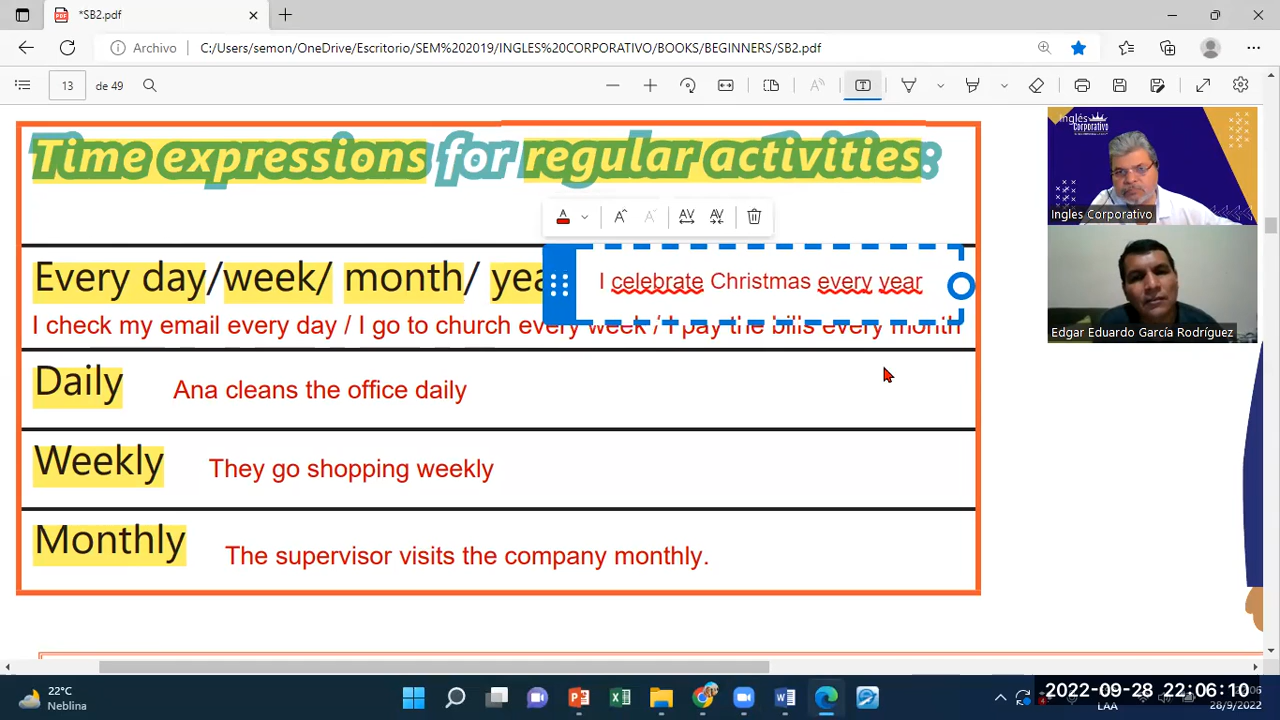 *SB2.pdf
Archivo
C:/Users/semon/OneDrive/Escritorio/SEM%202019/INGLES%20CORPORATIVO/BOOKS/BEGINNERS/SB2.pdf
13 de 49
Time expressions for regular activities:
Every day/week/ month/ yea
I celebrate Christmas every year
I check my email every day / I go to church every week / I pay the bills every month
Daily
Ana cleans the office daily
Weekly
They go shopping weekly
Monthly
The supervisor visits the company monthly.
Inglés Corporativo
Ingles Corporativo
Edgar Eduardo García Rodríguez
22°C
Neblina
2022-09-28 22:06:10
LAA
28/9/2022